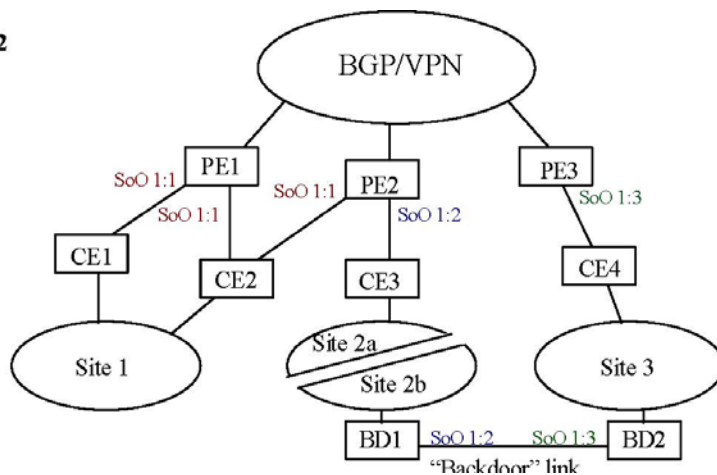 2
BGP/VPN
PE1
PE2
PE3
SoO 1:1
SoO 1:1
SoO 1:1
SoO 1:2
SoO 1:3
CE1
CE2
CE3
CE4
Site 1
Site 2a
Site 2b
Site 3
BD1
SoO 1:2
SoO 1:3
BD2
“Backdoor” link